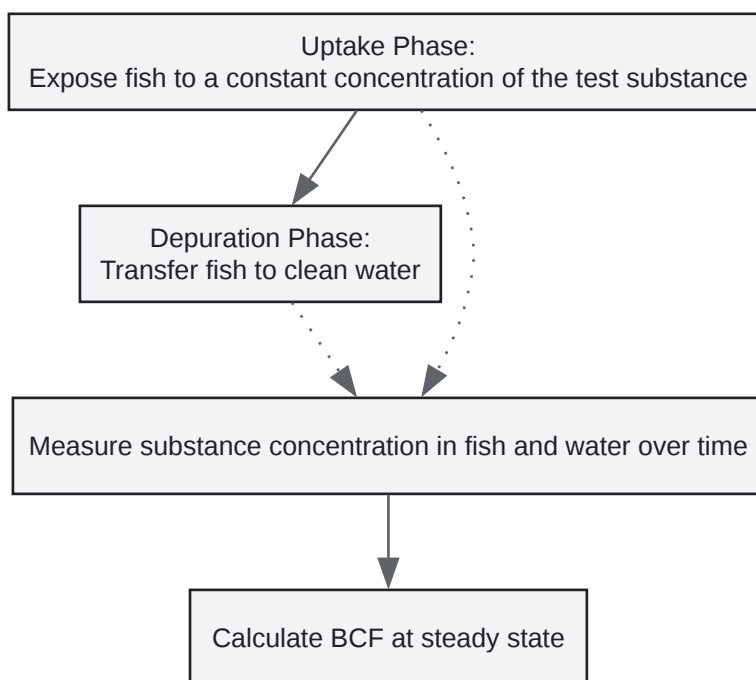 Uptake Phase:
Expose fish to a constant concentration of the test substance
Depuration Phase:
Transfer fish to clean water
Measure substance concentration in fish and water over time
Calculate BCF at steady state